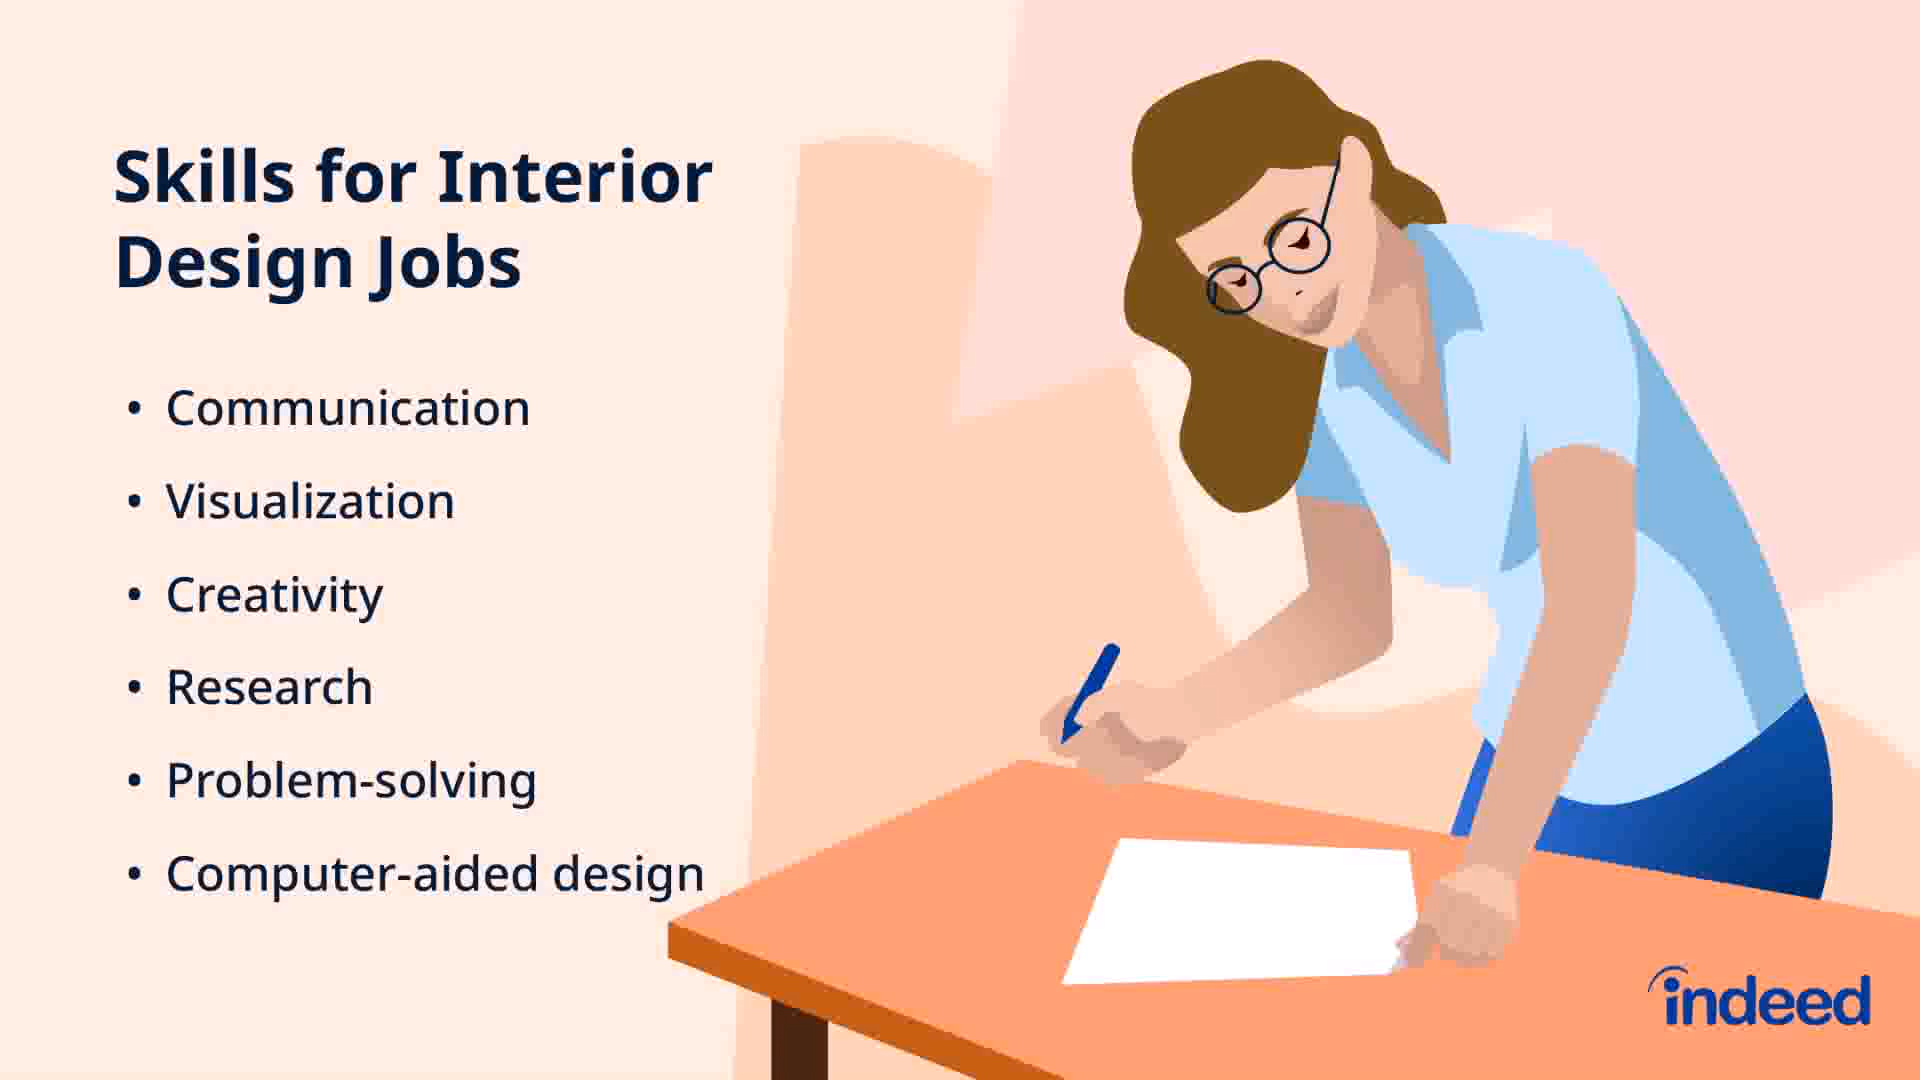 Skills for Interior
Design Jobs
• Communication
• Visualization
• Creativity
• Research
• Problem-solving
• Computer-aided design
indeed